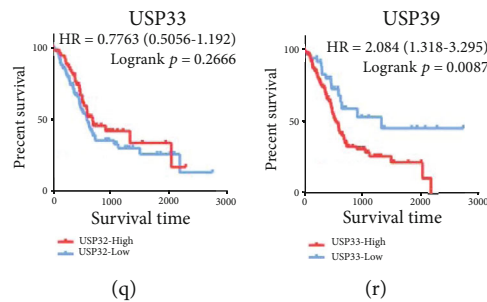 USP33
HR = 0.7763 (0.5056-1.192)
Logrank p = 0.2666
Precent survival
100
50
0
0 1000 2000 3000
Survival time
USP32-High
USP32-Low
(q)
USP39
HR = 2.084 (1.318-3.295)
Logrank p = 0.0087
Precent survival
100
50
0
0 1000 2000 3000
Survival time
USP33-High
USP33-Low
(r)